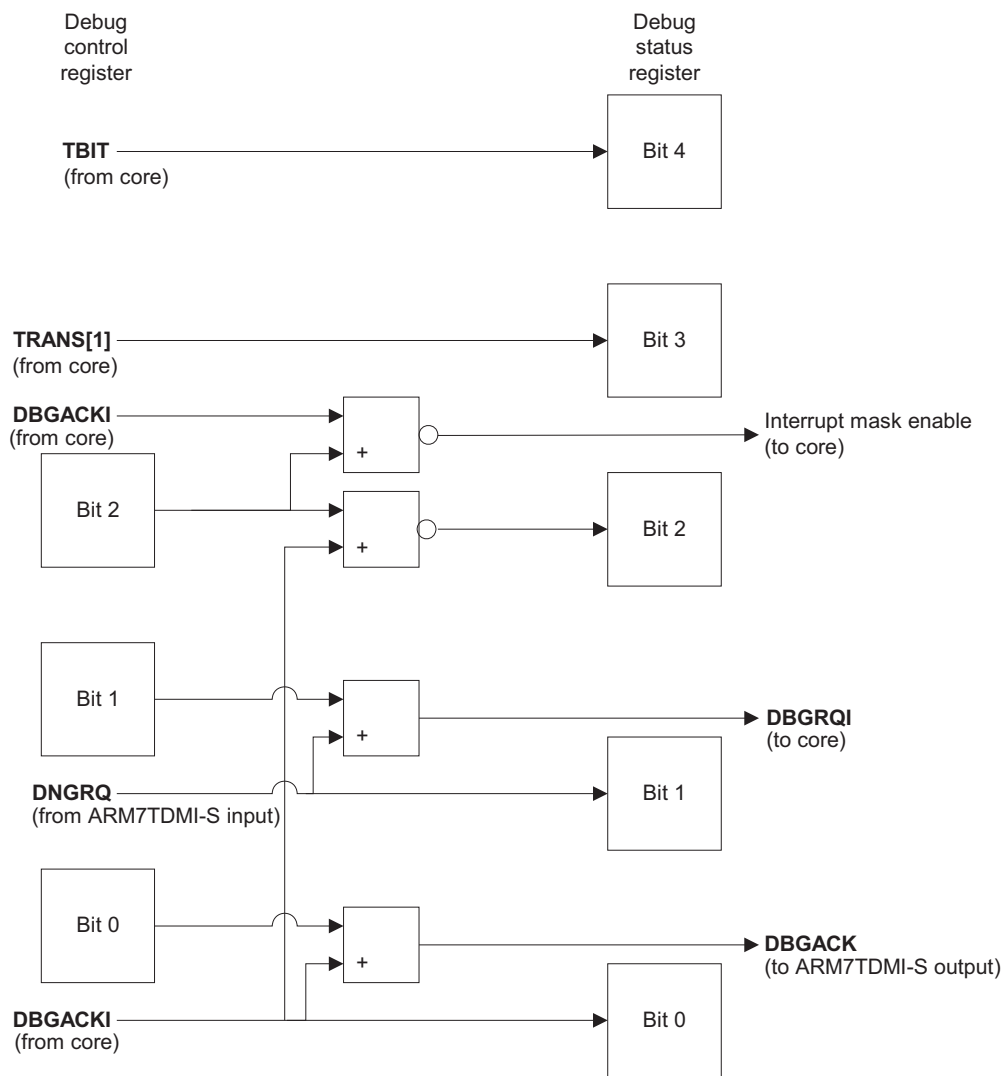 Debug
control
register
Debug
status
register
TBIT
(from core)
Bit 4
TRANS[1]
(from core)
Bit 3
DBGACKI
(from core)
+
Interrupt mask enable
(to core)
Bit 2
+
Bit 2
Bit 1
+
DBGRQI
(to core)
DNGRQ
(from ARM7TDMI-S input)
Bit 1
Bit 0
+
DBGACK
(to ARM7TDMI-S output)
DBGACKI
(from core)
Bit 0